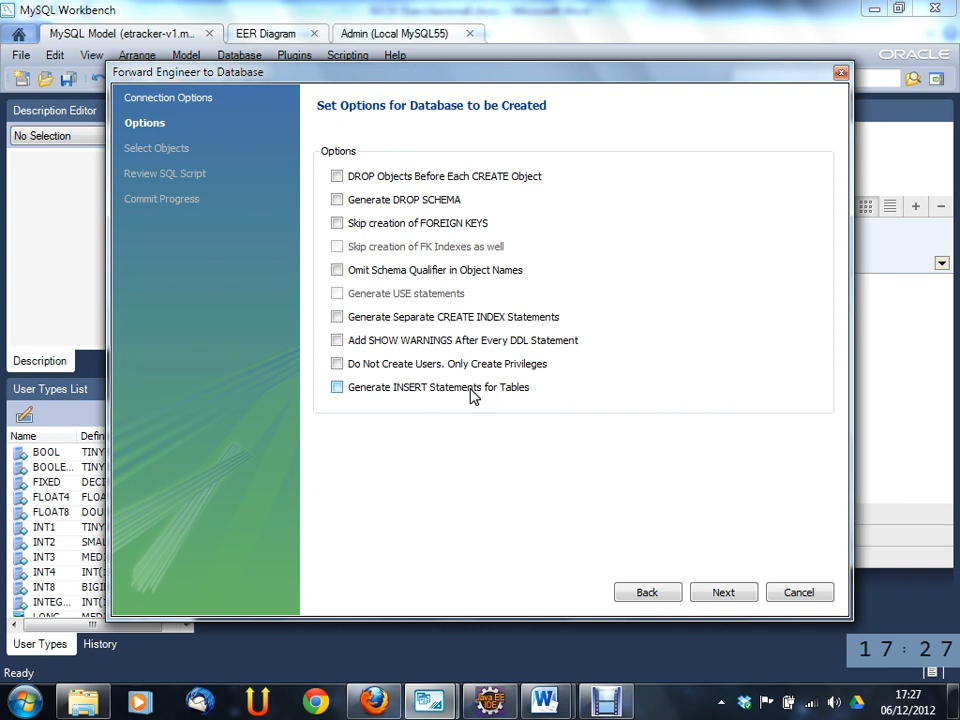 MySQL Workbench
MySQL Model (etracker-v1.m...
EER Diagram
Admin (Local MySQL55)
File Edit View Arrange Model Database Plugins Scripting Help
ORACLE
Forward Engineer to Database
Description Editor
No Selection
Connection Options
Options
Select Objects
Review SQL Script
Commit Progress
Set Options for Database to be Created
Options
DROP Objects Before Each CREATE Object
Generate DROP SCHEMA
Skip creation of FOREIGN KEYS
Skip creation of FK Indexes as well
Omit Schema Qualifier in Object Names
Generate USE statements
Generate Separate CREATE INDEX Statements
Add SHOW WARNINGS After Every DDL Statement
Do Not Create Users. Only Create Privileges
Generate INSERT Statements for Tables
Description
User Types List
Name Defin
BOOL TINY
BOOLE... TINY
FIXED DECI
FLOAT4 FLOA
FLOAT8 DOU
INT1 TINY
INT2 SMAL
INT3 MEDI
INT4 INT(1
INT8 BIGIN
INTEG... INT(1
Back Next Cancel
User Types History
Ready
17:27
JavaEE
IDE
17:27
06/12/2012